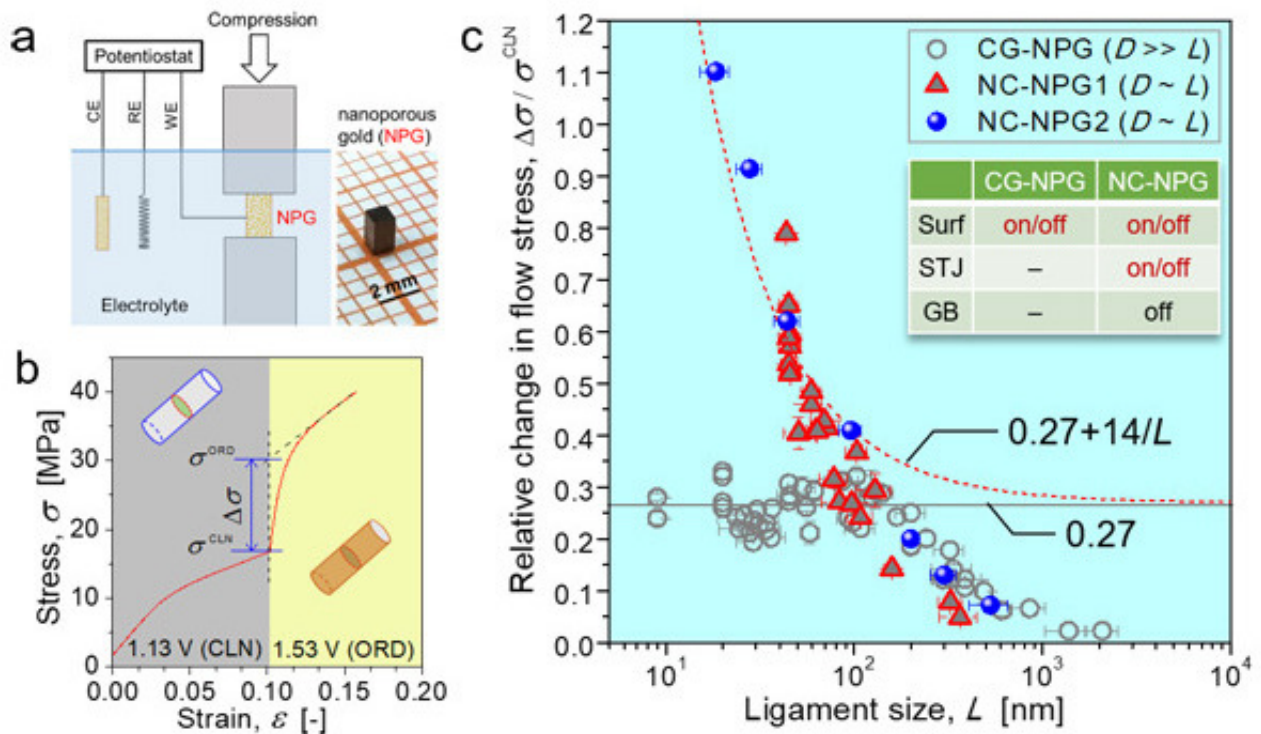 a
Compression
Potentiostat
CE
RE
WE
nanoporous
gold (NPG)
NPG
2 mm
Electrolyte
b
Stress, σ [MPa]
40
30
20
10
0
σ^ORD
Δσ
σ^CLN
1.13 V (CLN)
1.53 V (ORD)
0.00 0.05 0.10 0.15 0.20
Strain, ε [-]
c
Relative change in flow stress, Δσ/σ^CLN
1.2
1.1
1.0
0.9
0.8
0.7
0.6
0.5
0.4
0.3
0.2
0.1
0.0
CG-NPG (D >> L)
NC-NPG1 (D ~ L)
NC-NPG2 (D ~ L)
CG-NPG NC-NPG
Surf on/off on/off
STJ – on/off
GB – off
0.27+14/L
0.27
10^1 10^2 10^3 10^4
Ligament size, L [nm]